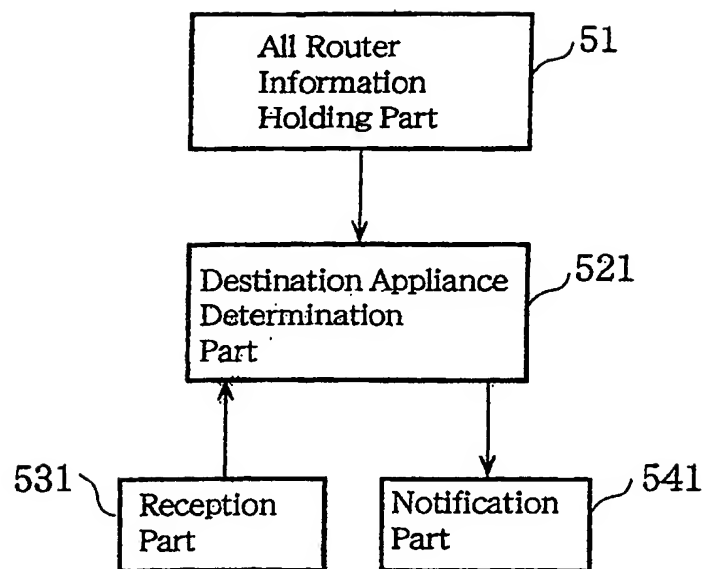 All Router
Information
Holding Part
51
Destination Appliance
Determination
Part
521
531
Reception
Part
Notification
Part
541